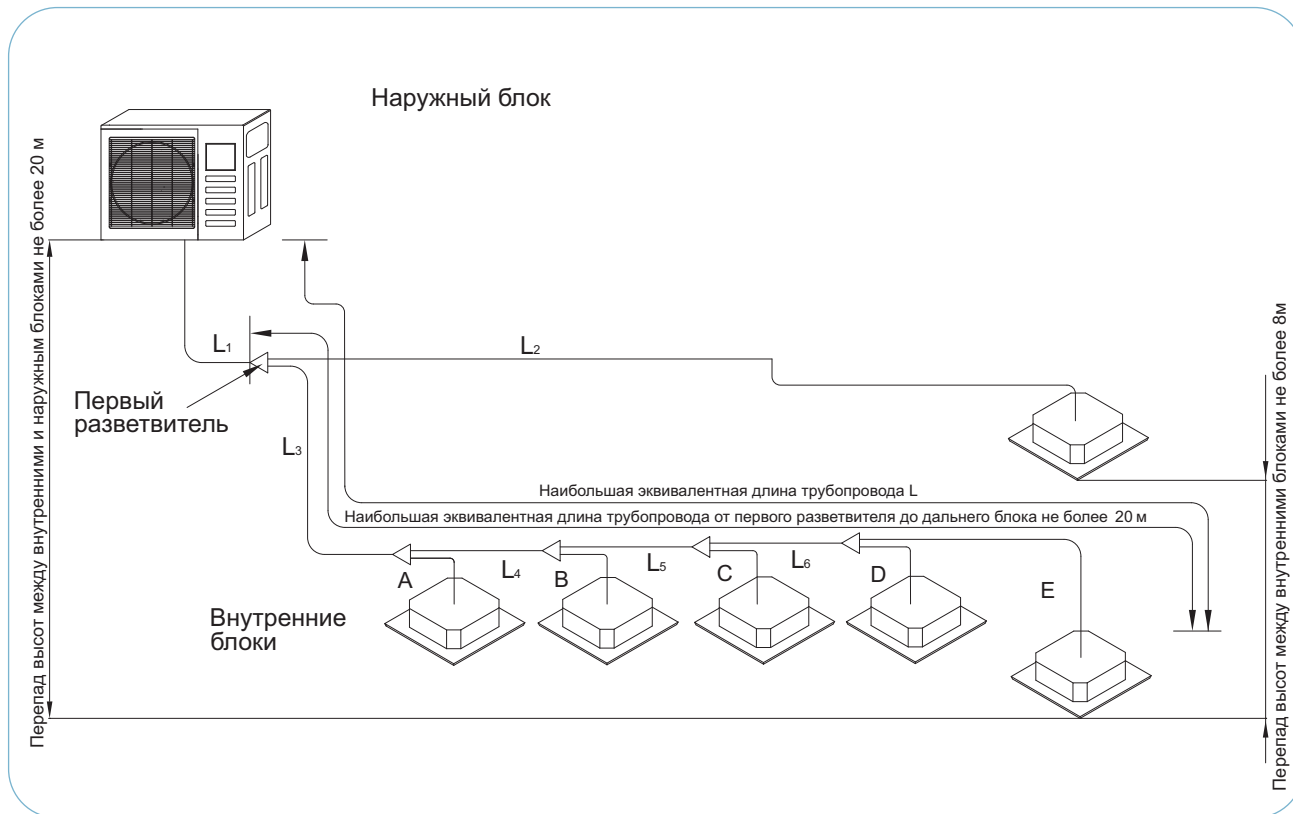 Наружный блок
Перепад высот между внутренними и наружным блоками не более 20 м
L1
L2
Первый
разветвитель
L3
Наибольшая эквивалентная длина трубопровода L
Наибольшая эквивалентная длина трубопровода от первого разветвителя до дальнего блока не более 20 м
A
L4
B
L5
C
L6
D
E
Внутренние
блоки
Перепад высот между внутренними блоками не более 8м